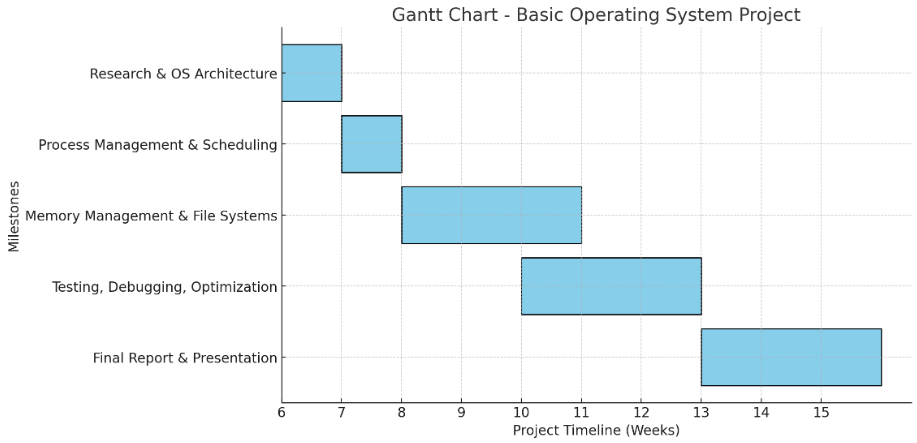 Gantt Chart - Basic Operating System Project
Milestones
Research & OS Architecture
Process Management & Scheduling
Memory Management & File Systems
Testing, Debugging, Optimization
Final Report & Presentation
6 7 8 9 10 11 12 13 14 15
Project Timeline (Weeks)